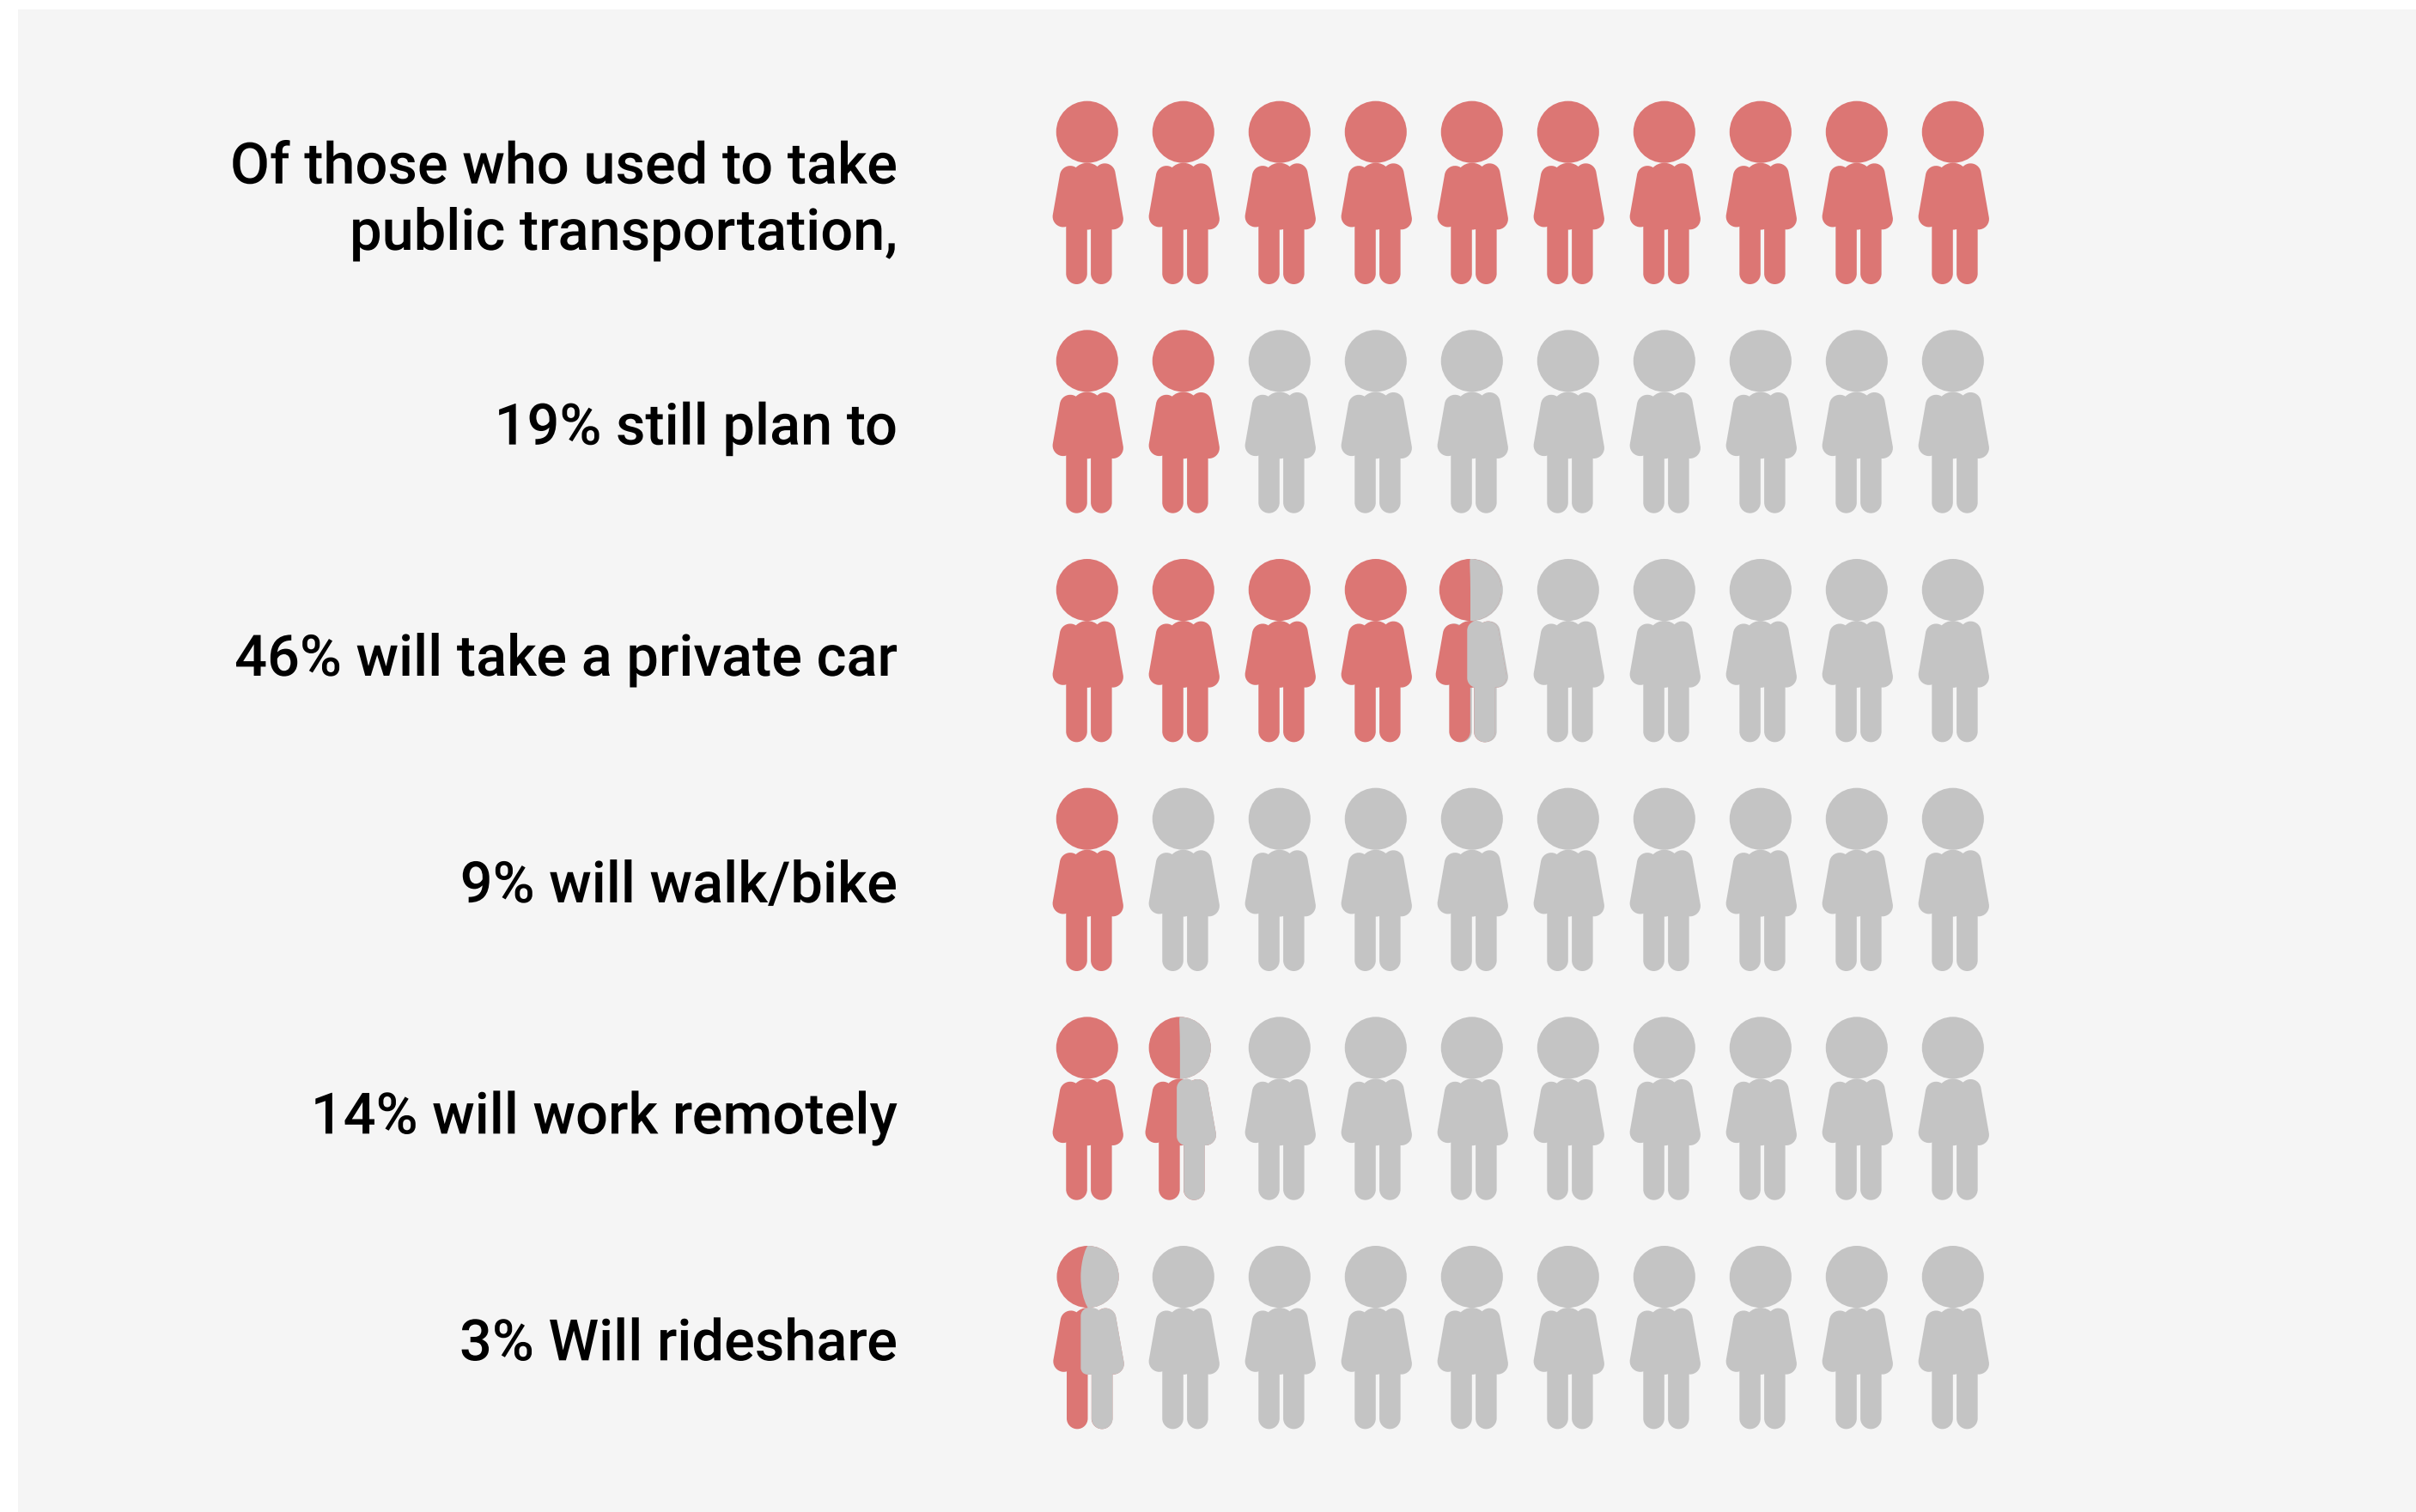 Of those who used to take
public transportation,
19% still plan to
46% will take a private car
9% will walk/bike
14% will work remotely
3% Will rideshare